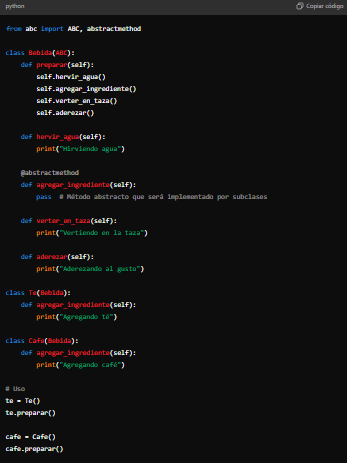 python
Copiar código
from abc import ABC, abstractmethod
class Bebida(ABC):
def preparar(self):
self.hervir_agua()
self.agregar_ingrediente()
self.verter_en_taza()
self.aderezar()
def hervir_agua(self):
print("Hirviendo agua")
@abstractmethod
def agregar_ingrediente(self):
pass  # Método abstracto que será implementado por subclases
def verter_en_taza(self):
print("Vertiendo en la taza")
def aderezar(self):
print("Aderezando al gusto")
class Te(Bebida):
def agregar_ingrediente(self):
print("Agregando té")
class Cafe(Bebida):
def agregar_ingrediente(self):
print("Agregando café")
# Uso
te = Te()
te.preparar()
cafe = Cafe()
cafe.preparar()